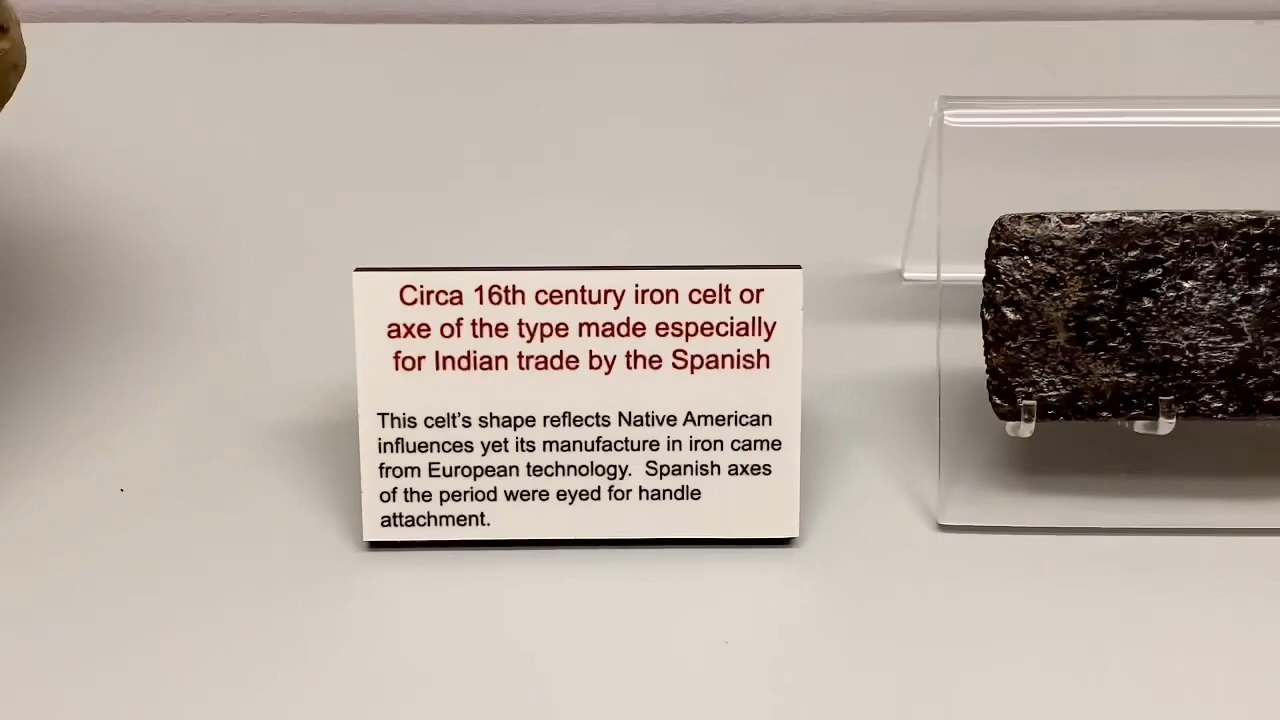 Circa 16th century iron celt or
axe of the type made especially
for Indian trade by the Spanish
This celt's shape reflects Native American
influences yet its manufacture in iron came
from European technology.  Spanish axes
of the period were eyed for handle
attachment.